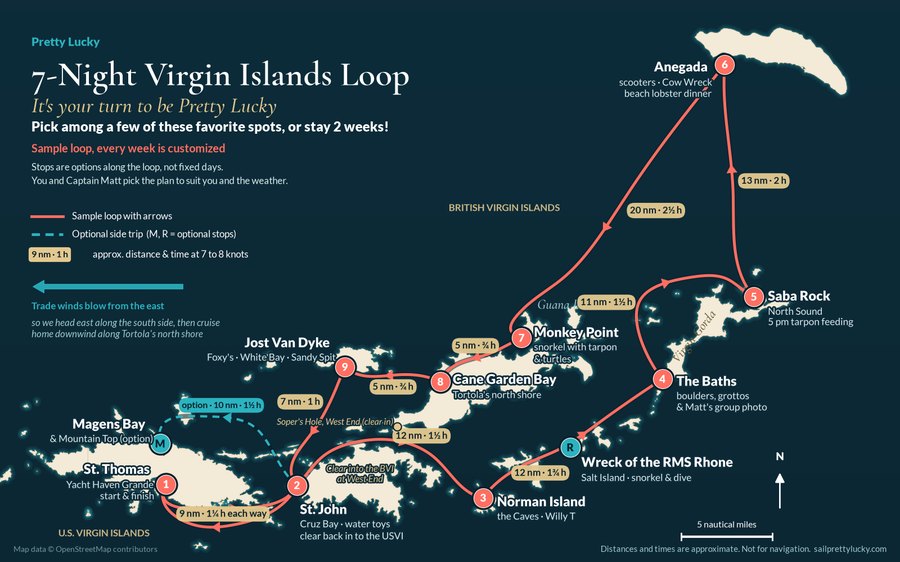 Pretty Lucky
7-Night Virgin Islands Loop
It's your turn to be Pretty Lucky
Pick among a few of these favorite spots, or stay 2 weeks!
Sample loop, every week is customized
Stops are options along the loop, not fixed days.
You and Captain Matt pick the plan to suit you and the weather.
Sample loop with arrows
Optional side trip (M, R = optional stops)
9 nm · 1 h
approx. distance & time at 7 to 8 knots
Trade winds blow from the east
so we head east along the south side, then cruise
home downwind along Tortola's north shore
Anegada
6
scooters · Cow Wreck
beach lobster dinner
13 nm · 2 h
BRITISH VIRGIN ISLANDS
20 nm · 2½ h
Guana
11 nm · 1½ h
5
Saba Rock
North Sound
5 pm tarpon feeding
Virgin Gorda
7
Monkey Point
snorkel with tarpon
& turtles
5 nm · ¾ h
Jost Van Dyke
Foxy's · White Bay · Sandy Spit
9
5 nm · ¾ h
8
Cane Garden Bay
Tortola's north shore
4
The Baths
boulders, grottos
& Matt's group photo
option · 10 nm · 1½ h
7 nm · 1 h
Soper's Hole, West End (clear-in)
12 nm · 1½ h
Magens Bay
& Mountain Top (option)
M
R
Wreck of the RMS Rhone
Salt Island · snorkel & dive
12 nm · 1¾ h
Clear into the BVI
at West End
St. Thomas
Yacht Haven Grande
start & finish
1
2
3
Norman Island
the Caves · Willy T
9 nm · 1¼ h each way
St. John
Cruz Bay · water toys
clear back in to the USVI
N
5 nautical miles
U.S. VIRGIN ISLANDS
Map data © OpenStreetMap contributors
Distances and times are approximate. Not for navigation. sailprettylucky.com